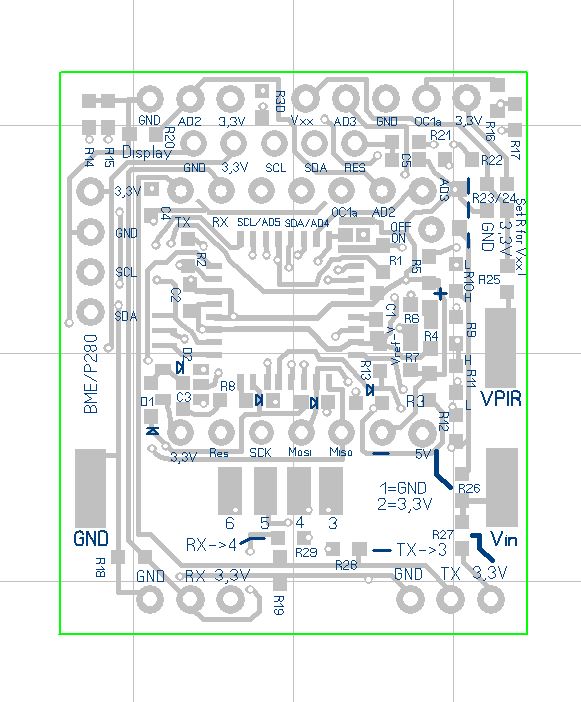 R30
GND AD2 3,3V Vxx AD3 GND OC1a 3,3V
R16
R14 R15 R20 R21 R17
Display
GND 3,3V SCL SDA RES C5 R22
3,3V AD3 R23/24
C4 TX RX SCL/AD5 SDA/AD4 OC1a AD2
OFF
ON
GND 3,3V SetR for Vxx!
GND
R2 R1 R5 L
SCL R10 R25
C2 H
SDA C1 R6 R9
BME/P280 Vref-V R4
D2 R7 H
R8 R13 R11
D1 C3 R3 L VPIR
R12
3,3V Res SCK Mosi Miso 5V
1=GND R26
2=3,3V
6 5 4 3
GND RX->4 R27 Vin
R29 TX->3
R18 R28
GND RX 3,3V GND TX 3,3V
R19